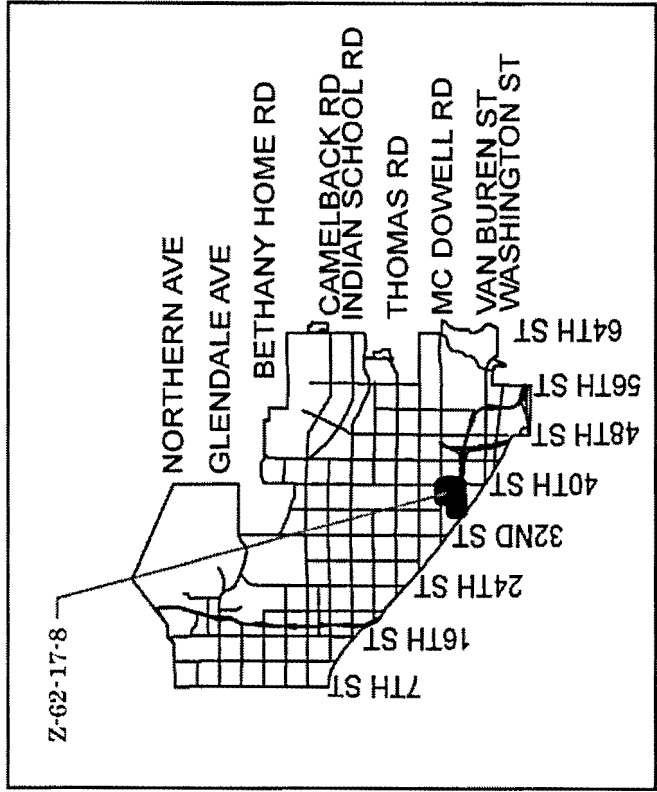 Z-62-17-8
NORTHERN AVE
GLENDALE AVE
BETHANY HOME RD
CAMELBACK RD
INDIAN SCHOOL RD
THOMAS RD
MC DOWELL RD
VAN BUREN ST
WASHINGTON ST
7TH ST
16TH ST
24TH ST
32ND ST
40TH ST
48TH ST
56TH ST
64TH ST